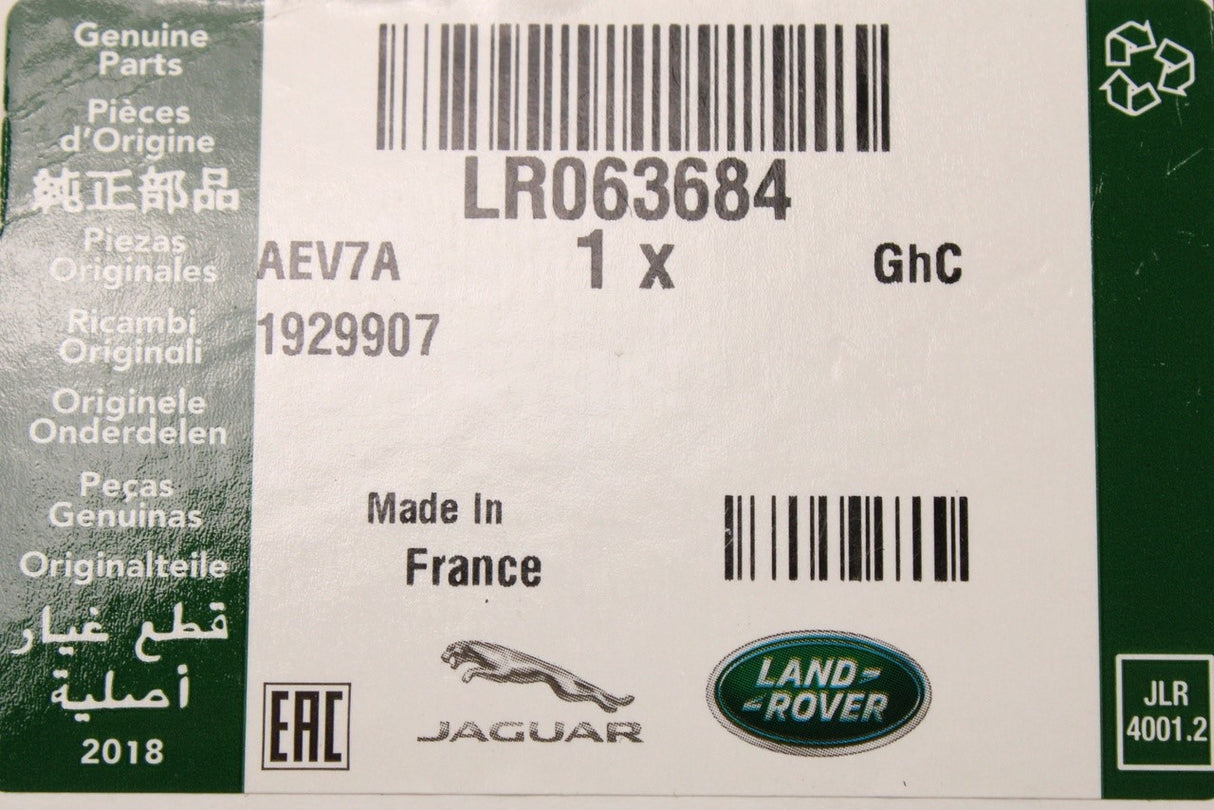 Genuine
Parts
Pièces
d'Origine
純正部品
Piezas
Originales
Ricambi
Originali
Originele
Onderdelen
Peças
Genuinas
Originalteile
قطع غيار
أصلية
2018
LR063684
AEV7A 1 x GhC
1929907
Made In
France
EAC
JAGUAR
LAND-
-ROVER
JLR
4001.2